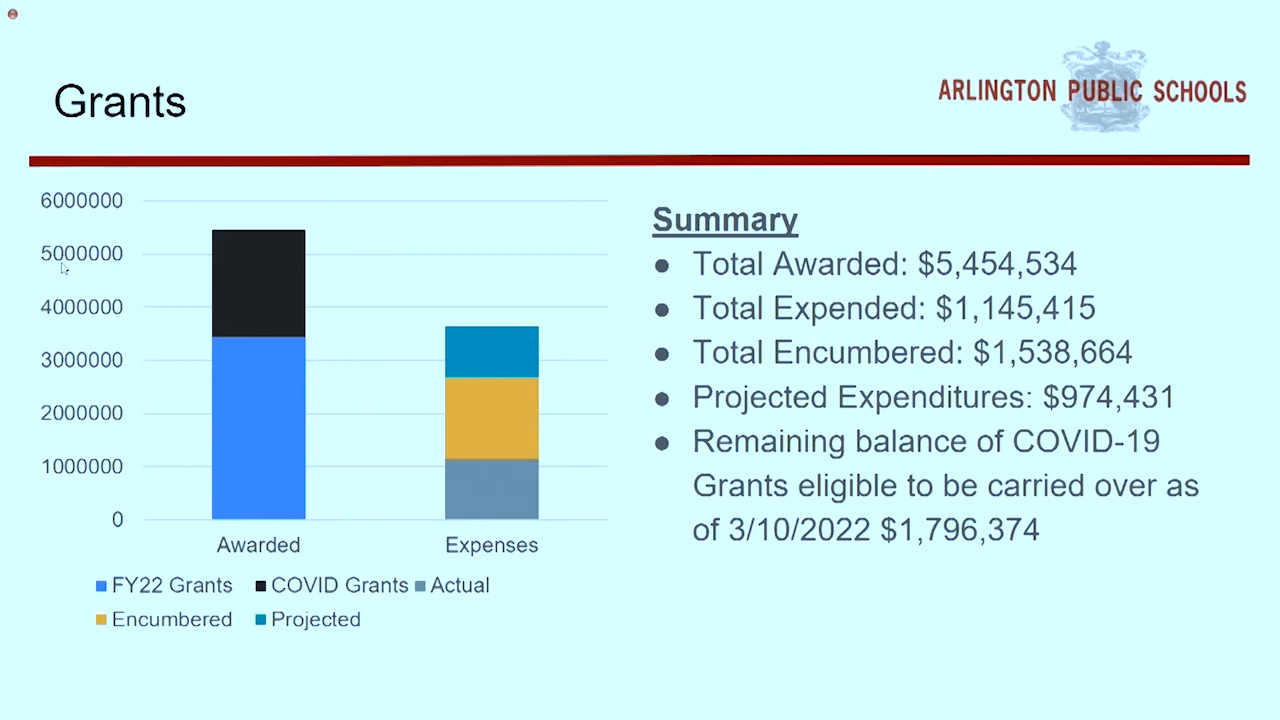 Grants
ARLINGTON PUBLIC SCHOOLS
6000000
5000000
4000000
3000000
2000000
1000000
0
Awarded
Expenses
FY22 Grants
COVID Grants
Actual
Encumbered
Projected
Summary
● Total Awarded: $5,454,534
● Total Expended: $1,145,415
● Total Encumbered: $1,538,664
● Projected Expenditures: $974,431
● Remaining balance of COVID-19
Grants eligible to be carried over as
of 3/10/2022 $1,796,374